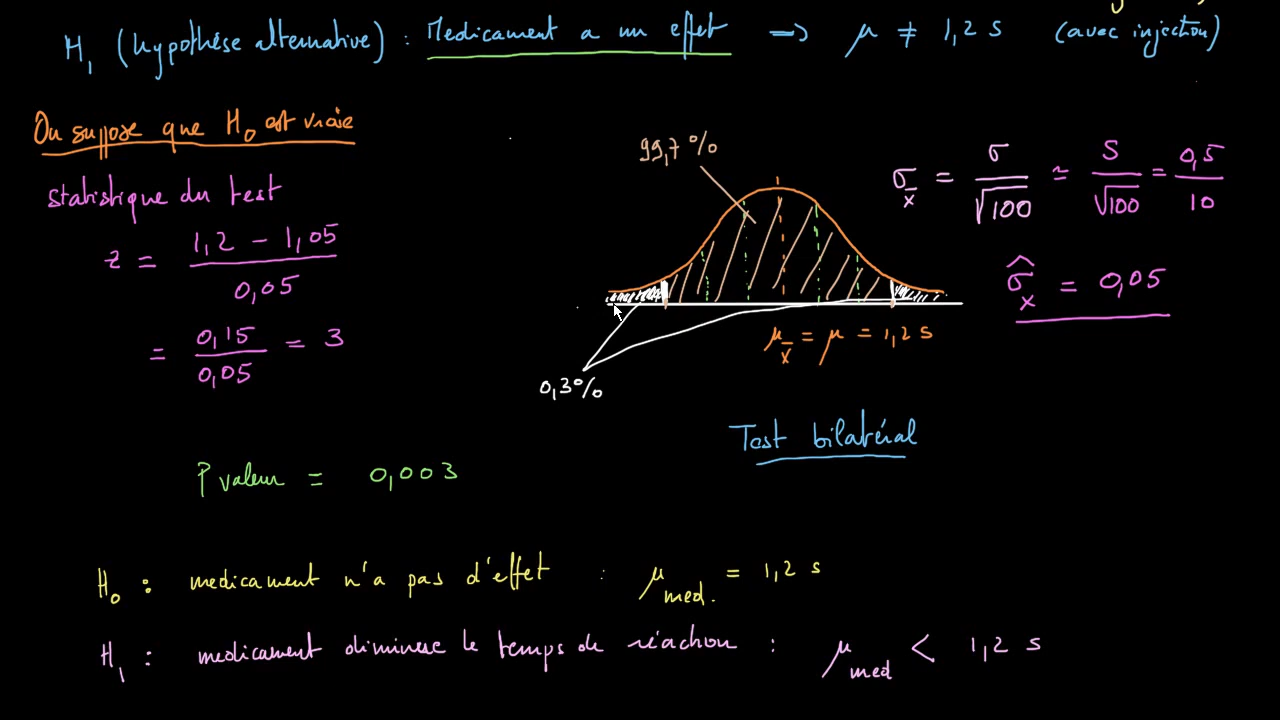 H₁ (hypothèse alternative) : Medicament a un effet → μ ≠ 1,2 s (avec injection)
On suppose que H₀ est vraie
statistique du test
z = (1,2 - 1,05) / 0,05
= 0,15 / 0,05 = 3
99,7 %
σ_x̄ = σ / √100 ≃ S / √100 = 0,5 / 10
σ̂_x̄ = 0,05
μ_x̄ = μ = 1,2 s
0,3 %
Test bilatéral
P valeur = 0,003
H₀ : medicament n'a pas d'effet : μ_med. = 1,2 s
H₁ : medicament diminue le temps de réaction : μ_med < 1,2 s